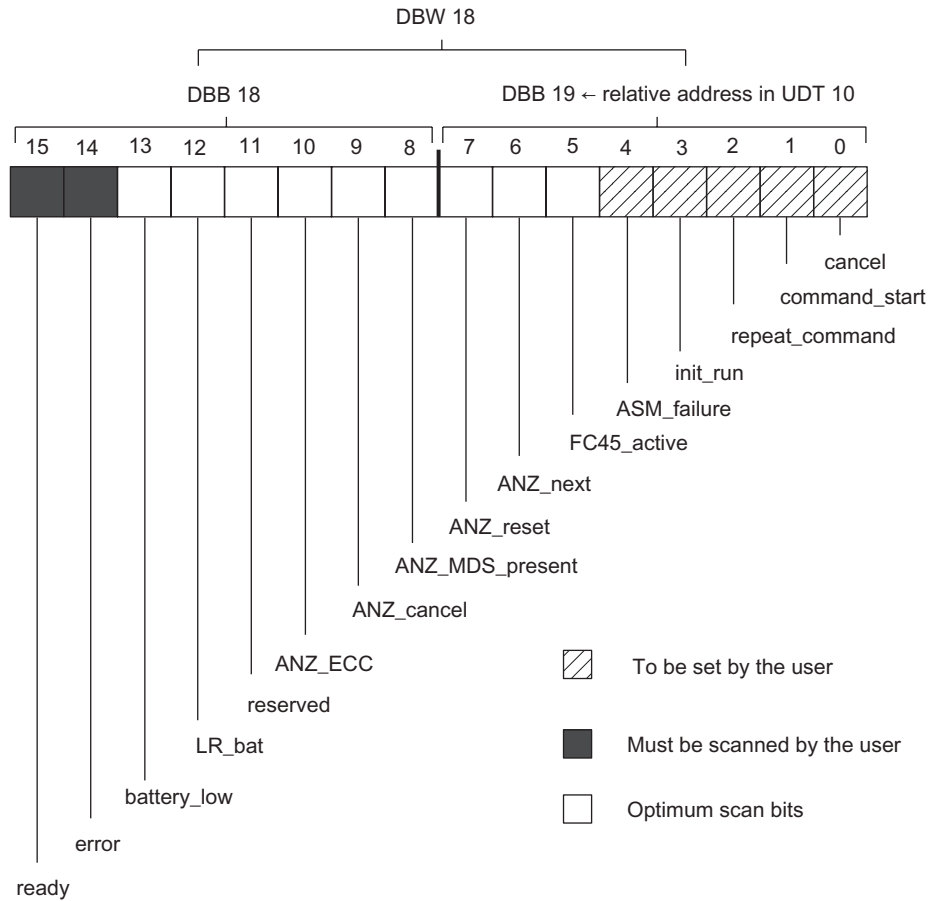 DBW 18
DBB 18
DBB 19 ← relative address in UDT 10
15 14 13 12 11 10 9 8 7 6 5 4 3 2 1 0
cancel
command_start
repeat_command
init_run
ASM_failure
FC45_active
ANZ_next
ANZ_reset
ANZ_MDS_present
ANZ_cancel
ANZ_ECC
To be set by the user
reserved
LR_bat
Must be scanned by the user
battery_low
Optimum scan bits
error
ready